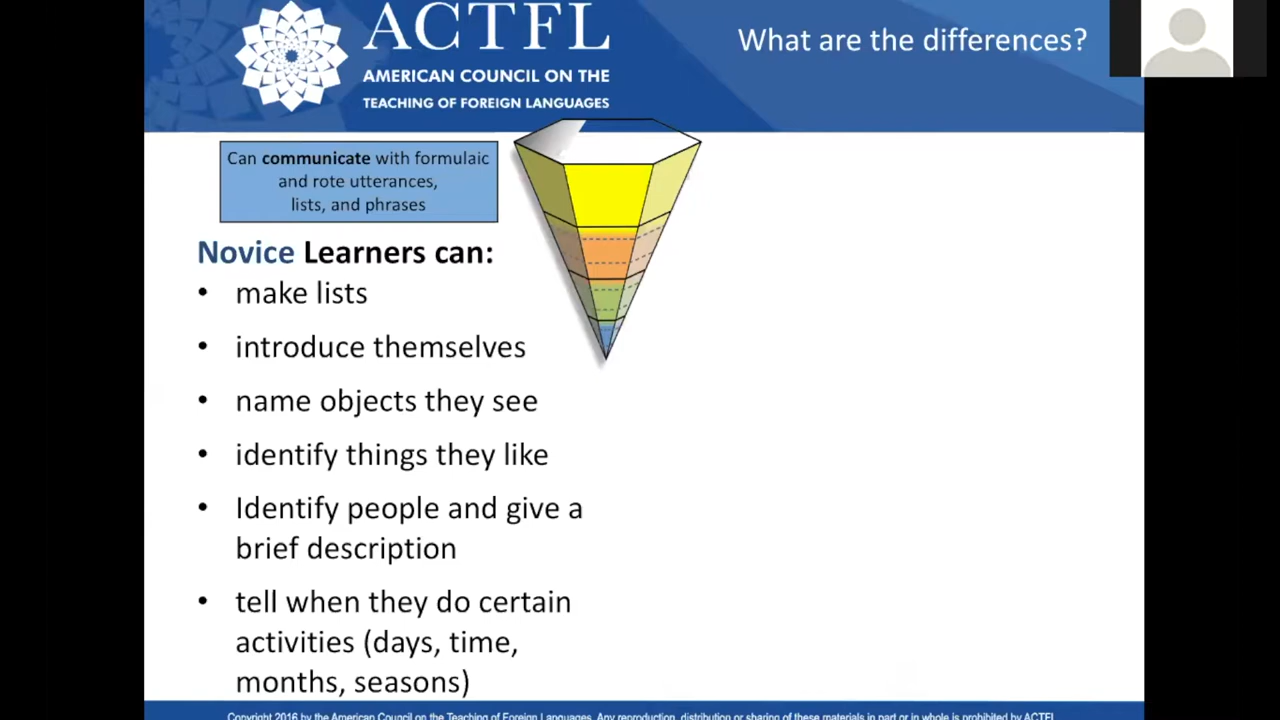 ACTFL
AMERICAN COUNCIL ON THE
TEACHING OF FOREIGN LANGUAGES
What are the differences?
Can communicate with formulaic
and rote utterances,
lists, and phrases
Novice Learners can:
• make lists
• introduce themselves
• name objects they see
• identify things they like
• Identify people and give a
brief description
• tell when they do certain
activities (days, time,
months, seasons)
Copyright 2016 by the American Council on the Teaching of Foreign Languages. Any reproduction, distribution or sharing of these materials in part or in whole is prohibited by ACTFL